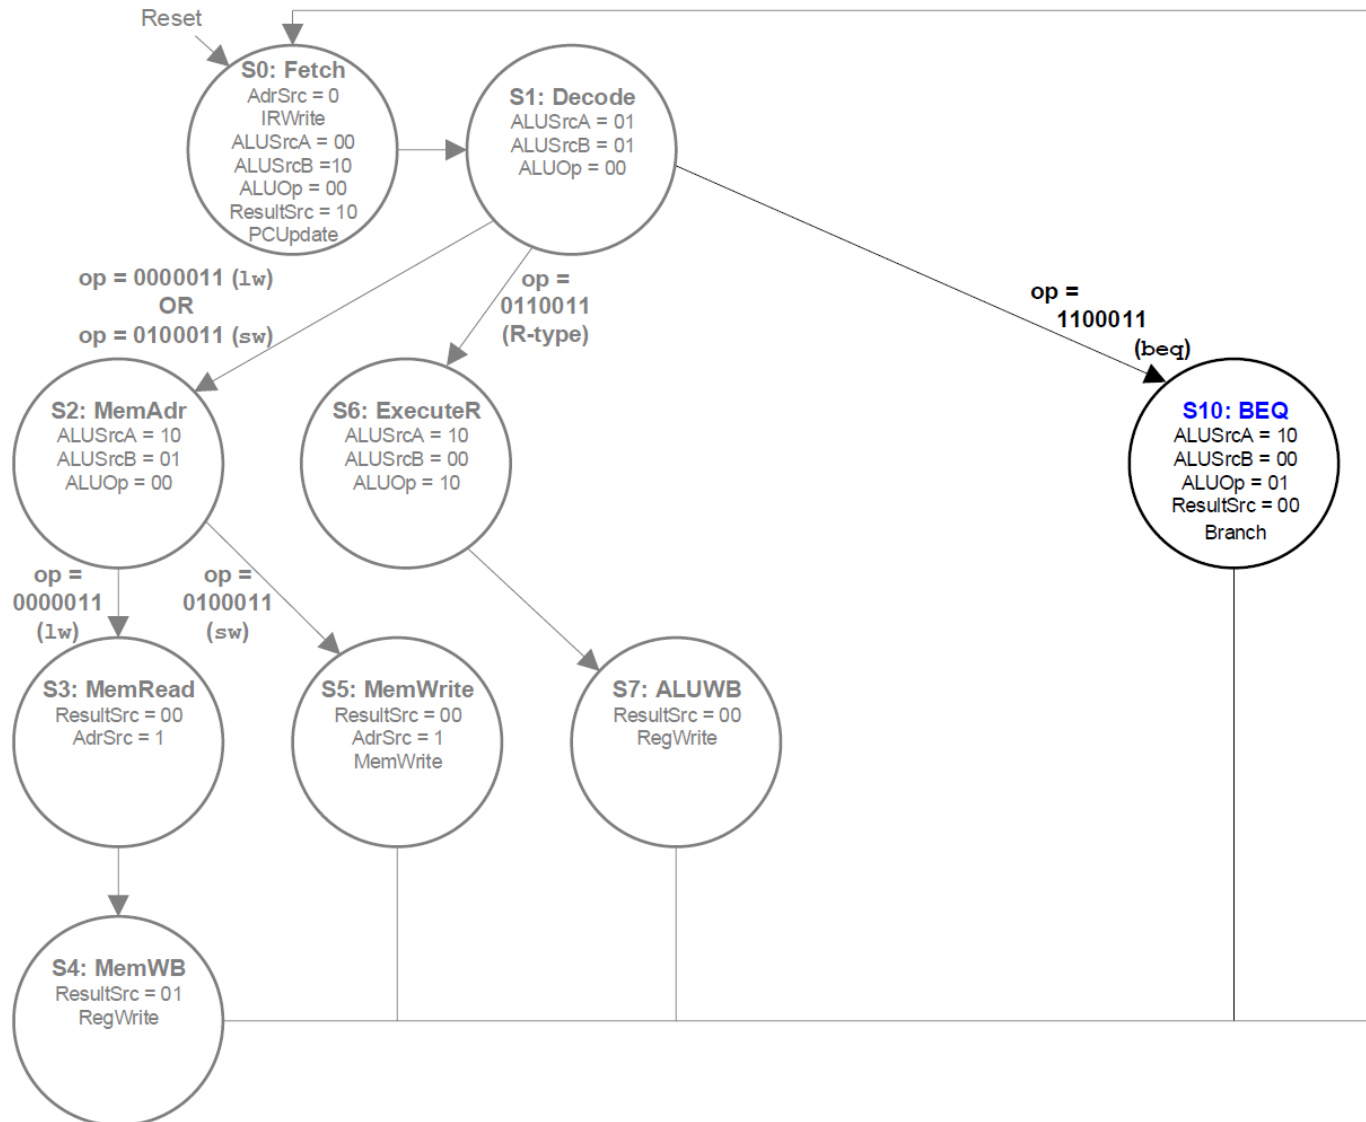 Reset
S0: Fetch
AdrSrc = 0
IRWrite
ALUSrcA = 00
ALUSrcB =10
ALUOp = 00
ResultSrc = 10
PCUpdate
S1: Decode
ALUSrcA = 01
ALUSrcB = 01
ALUOp = 00
op = 0000011 (lw)
OR
op = 0100011 (sw)
op =
0110011
(R-type)
op =
1100011
(beq)
S2: MemAdr
ALUSrcA = 10
ALUSrcB = 01
ALUOp = 00
S6: ExecuteR
ALUSrcA = 10
ALUSrcB = 00
ALUOp = 10
S10: BEQ
ALUSrcA = 10
ALUSrcB = 00
ALUOp = 01
ResultSrc = 00
Branch
op =
0000011
(lw)
op =
0100011
(sw)
S3: MemRead
ResultSrc = 00
AdrSrc = 1
S5: MemWrite
ResultSrc = 00
AdrSrc = 1
MemWrite
S7: ALUWB
ResultSrc = 00
RegWrite
S4: MemWB
ResultSrc = 01
RegWrite